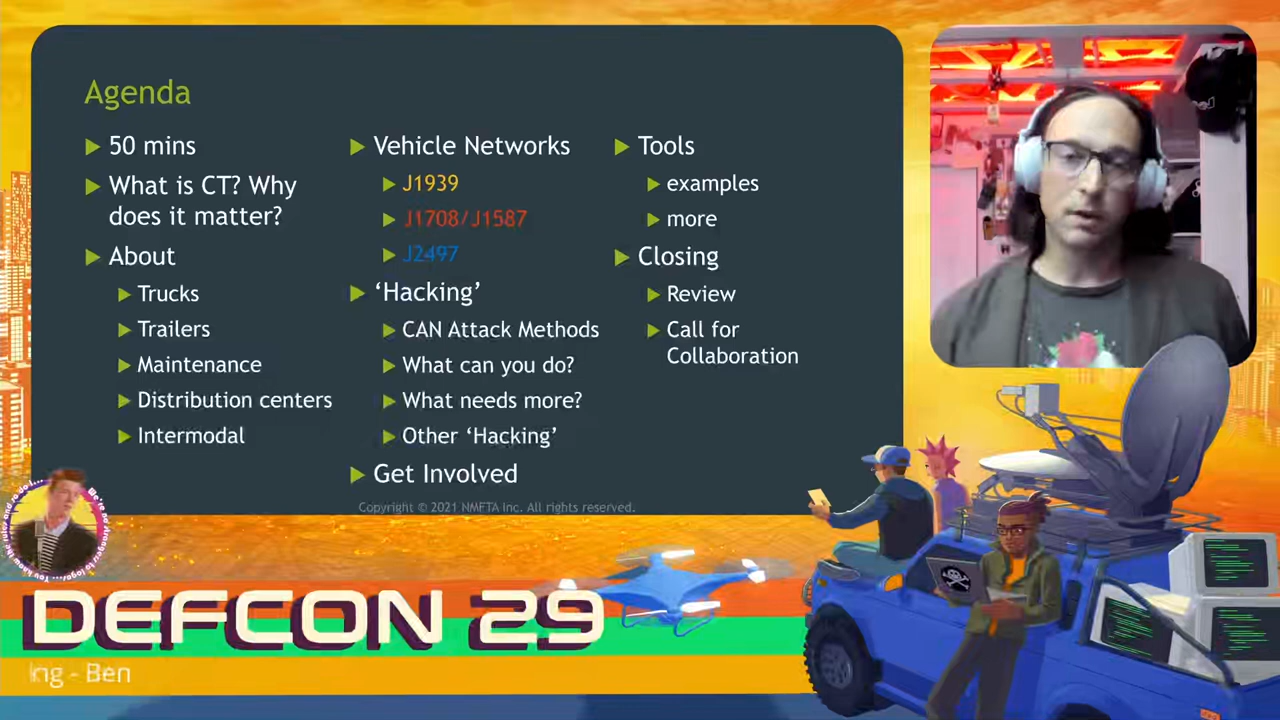 Agenda
50 mins
What is CT? Why
does it matter?
About
Trucks
Trailers
Maintenance
Distribution centers
Intermodal
Vehicle Networks
J1939
J1708/J1587
J2497
‘Hacking’
CAN Attack Methods
What can you do?
What needs more?
Other ‘Hacking’
Get Involved
Tools
examples
more
Closing
Review
Call for
Collaboration
Copyright © 2021 NMFTA Inc. All rights reserved.
DEFCON 29
ng - Ben